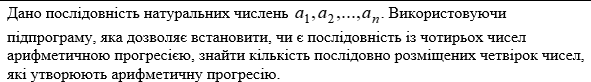 Дано послідовність натуральних числень a₁, a₂,..., aₙ. Використовуючи
підпрограму, яка дозволяє встановити, чи є послідовність із чотирьох чисел
арифметичною прогресією, знайти кількість послідовно розміщених четвірок чисел,
які утворюють арифметичну прогресію.